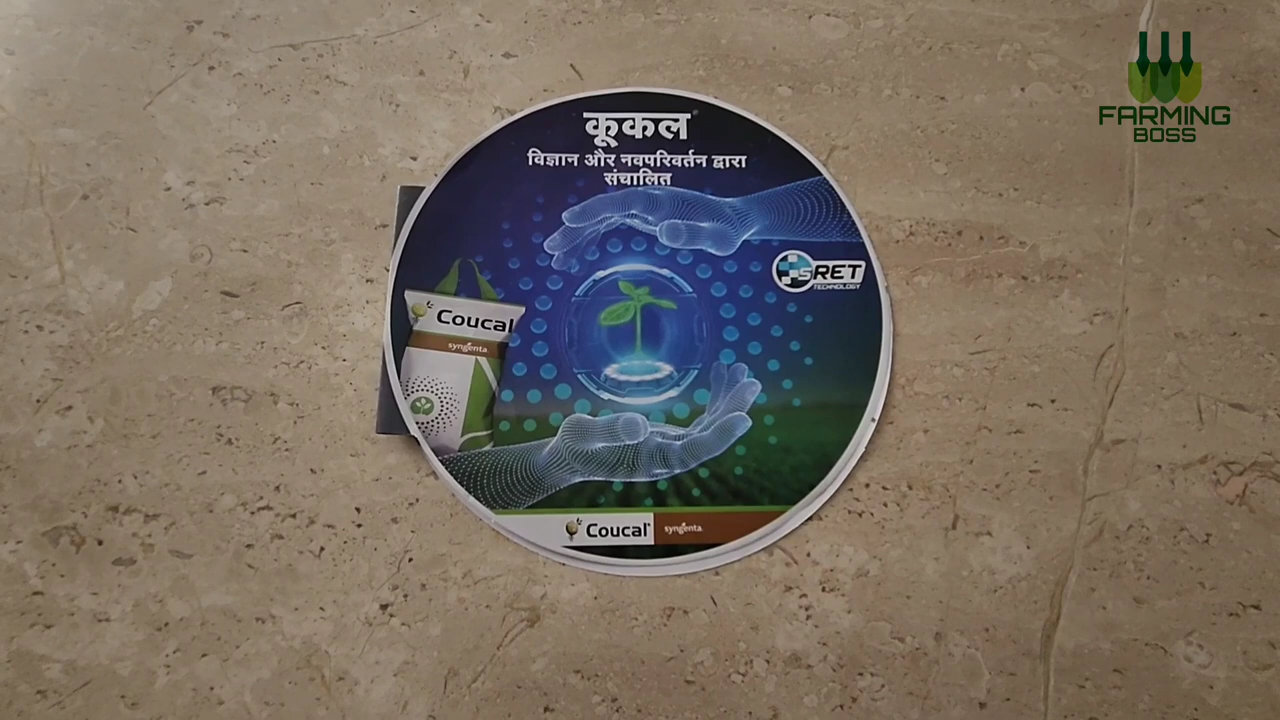 कूकल
विज्ञान और नवपरिवर्तन द्वारा
संचालित
sRET
TECHNOLOGY
Coucal
syngenta
Coucal®
syngenta.
FARMING
BOSS